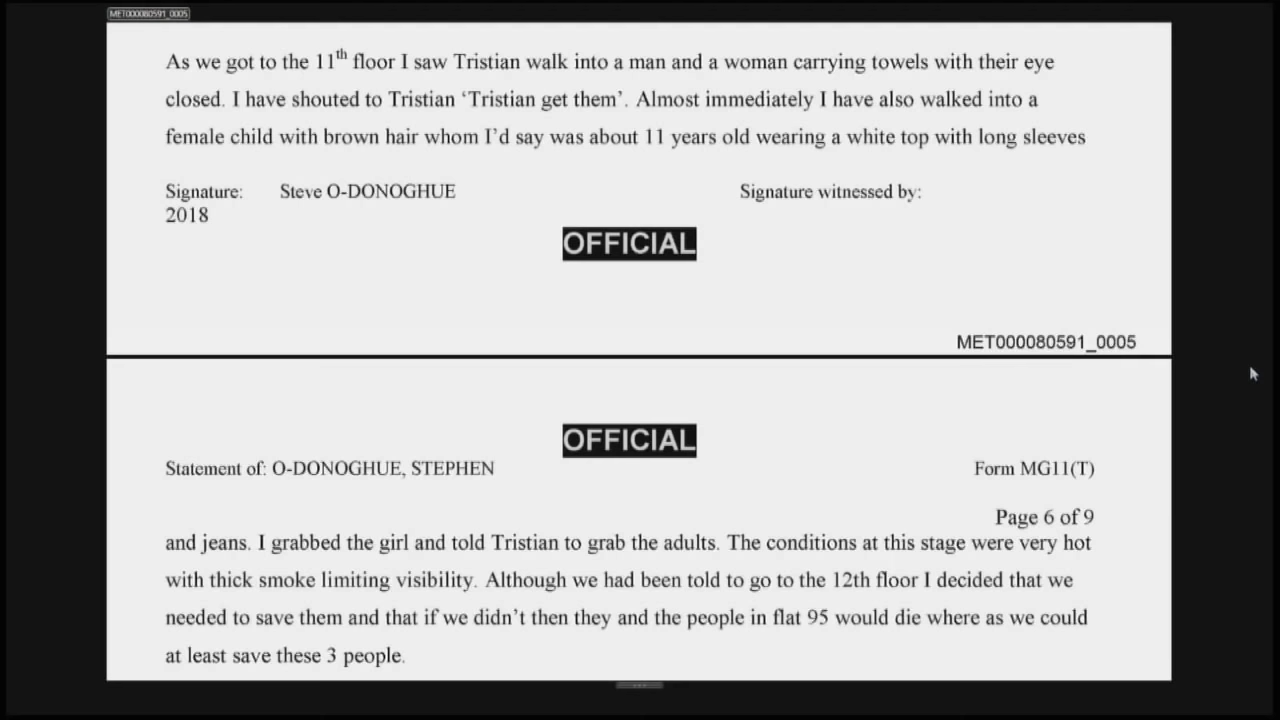 MET000080591_0005
As we got to the 11th floor I saw Tristian walk into a man and a woman carrying towels with their eye
closed. I have shouted to Tristian ‘Tristian get them’. Almost immediately I have also walked into a
female child with brown hair whom I’d say was about 11 years old wearing a white top with long sleeves
Signature: Steve O-DONOGHUE Signature witnessed by:
2018
OFFICIAL
MET000080591_0005
OFFICIAL
Statement of: O-DONOGHUE, STEPHEN Form MG11(T)
Page 6 of 9
and jeans. I grabbed the girl and told Tristian to grab the adults. The conditions at this stage were very hot
with thick smoke limiting visibility. Although we had been told to go to the 12th floor I decided that we
needed to save them and that if we didn’t then they and the people in flat 95 would die where as we could
at least save these 3 people.